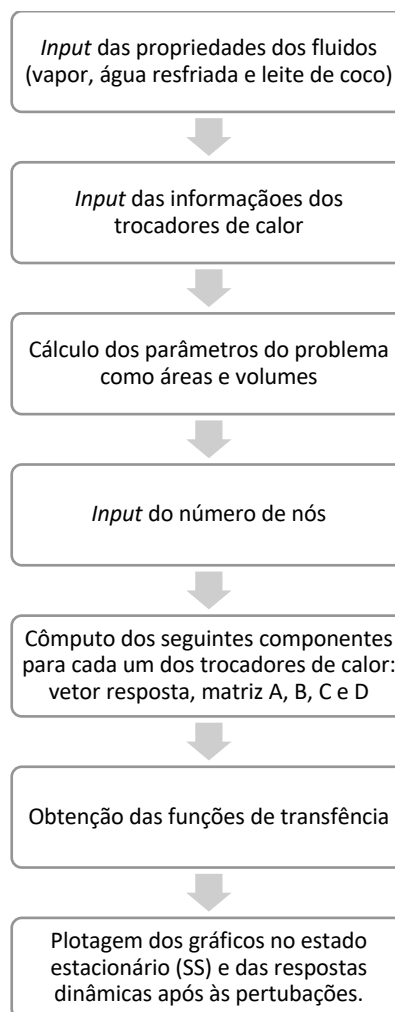 Input das propriedades dos fluidos
(vapor, água resfriada e leite de coco)
Input das informaçãoes dos
trocadores de calor
Cálculo dos parâmetros do problema
como áreas e volumes
Input do número de nós
Cômputo dos seguintes componentes
para cada um dos trocadores de calor:
vetor resposta, matriz A, B, C e D
Obtenção das funções de transfência
Plotagem dos gráficos no estado
estacionário (SS) e das respostas
dinâmicas após às pertubações.